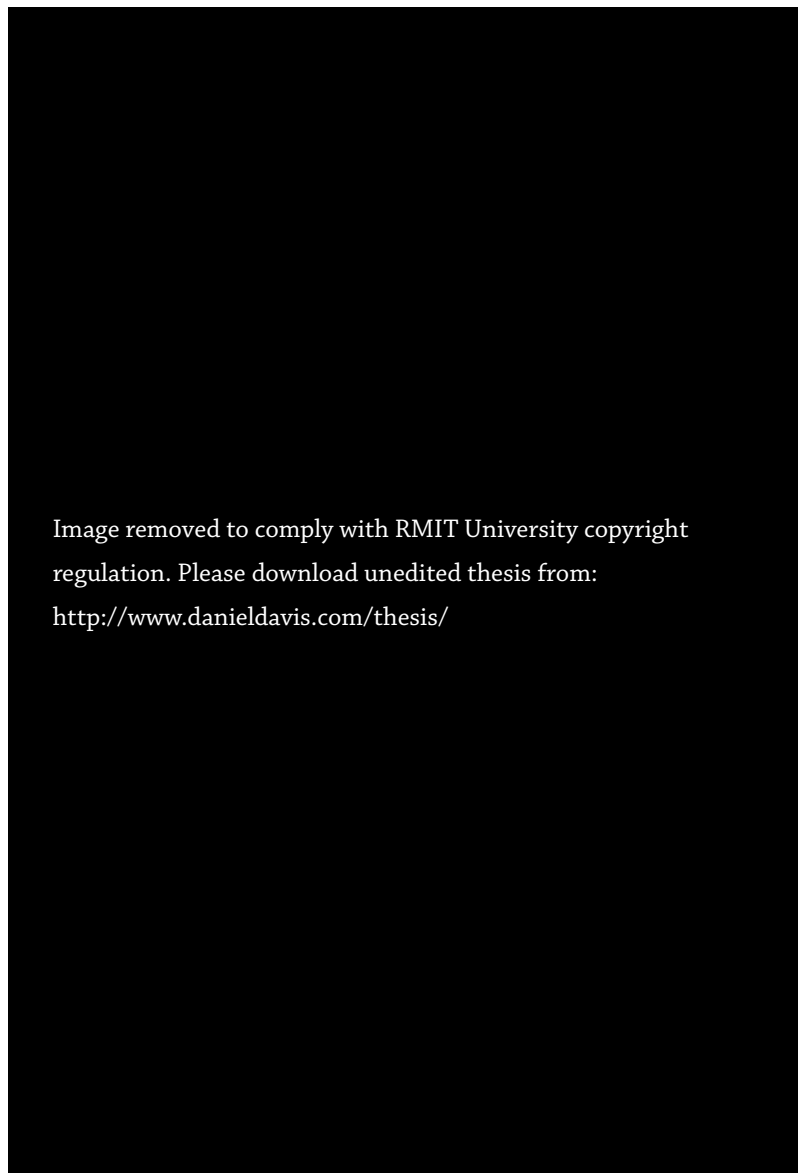 Image removed to comply with RMIT University copyright
regulation. Please download unedited thesis from:
http://www.danieldavis.com/thesis/